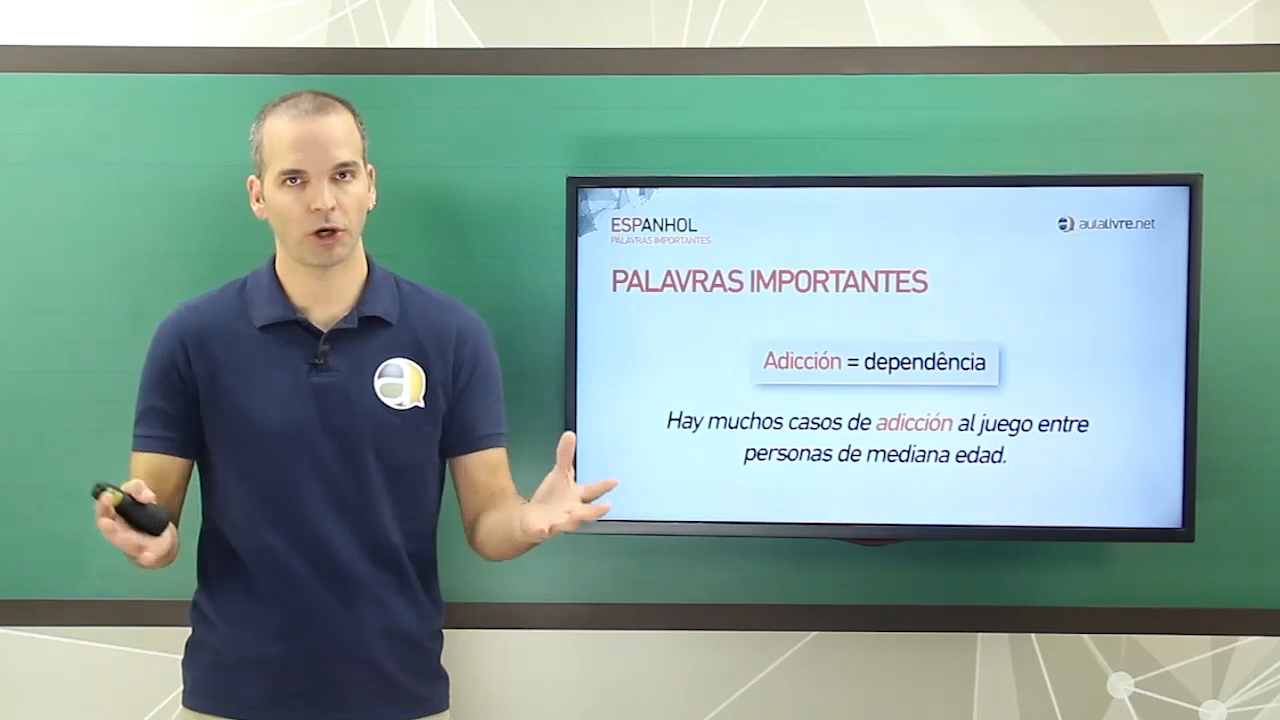 ESPANHOL
PALAVRAS IMPORTANTES
aulalivre.net
PALAVRAS IMPORTANTES
Adicción = dependência
Hay muchos casos de adicción al juego entre
personas de mediana edad.
a